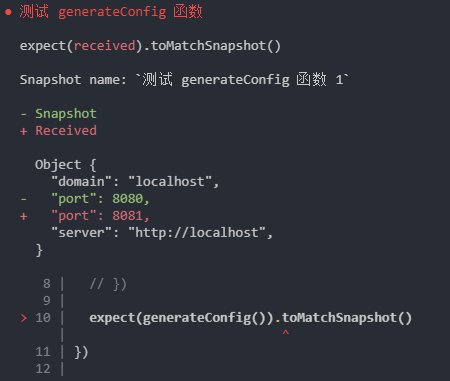 ● 测试 generateConfig 函数
expect(received).toMatchSnapshot()
Snapshot name: `测试 generateConfig 函数 1`
- Snapshot
+ Received
Object {
"domain": "localhost",
- "port": 8080,
+ "port": 8081,
"server": "http://localhost",
}
8 | // })
9 |
> 10 | expect(generateConfig()).toMatchSnapshot()
| ^
11 | })
12 |